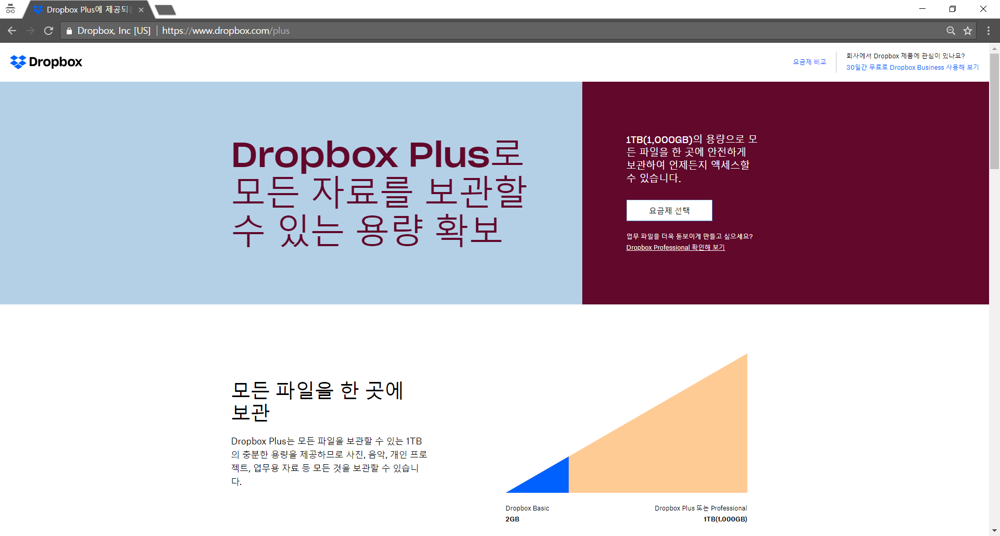 Dropbox Plus에 제공되는
Dropbox, Inc [US] https://www.dropbox.com/plus
Dropbox
요금제 비교
회사에서 Dropbox 제품에 관심이 있나요?
30일간 무료로 Dropbox Business 사용해 보기
Dropbox Plus로
모든 자료를 보관할
수 있는 용량 확보
1TB(1,000GB)의 용량으로 모
든 파일을 한 곳에 안전하게
보관하여 언제든지 액세스할
수 있습니다.
요금제 선택
업무 파일을 더욱 돋보이게 만들고 싶으세요?
Dropbox Professional 확인해 보기
모든 파일을 한 곳에
보관
Dropbox Plus는 모든 파일을 보관할 수 있는 1TB
의 충분한 용량을 제공하므로 사진, 음악, 개인 프로
젝트, 업무용 자료 등 모든 것을 보관할 수 있습니
다.
Dropbox Basic
2GB
Dropbox Plus 또는 Professional
1TB(1,000GB)